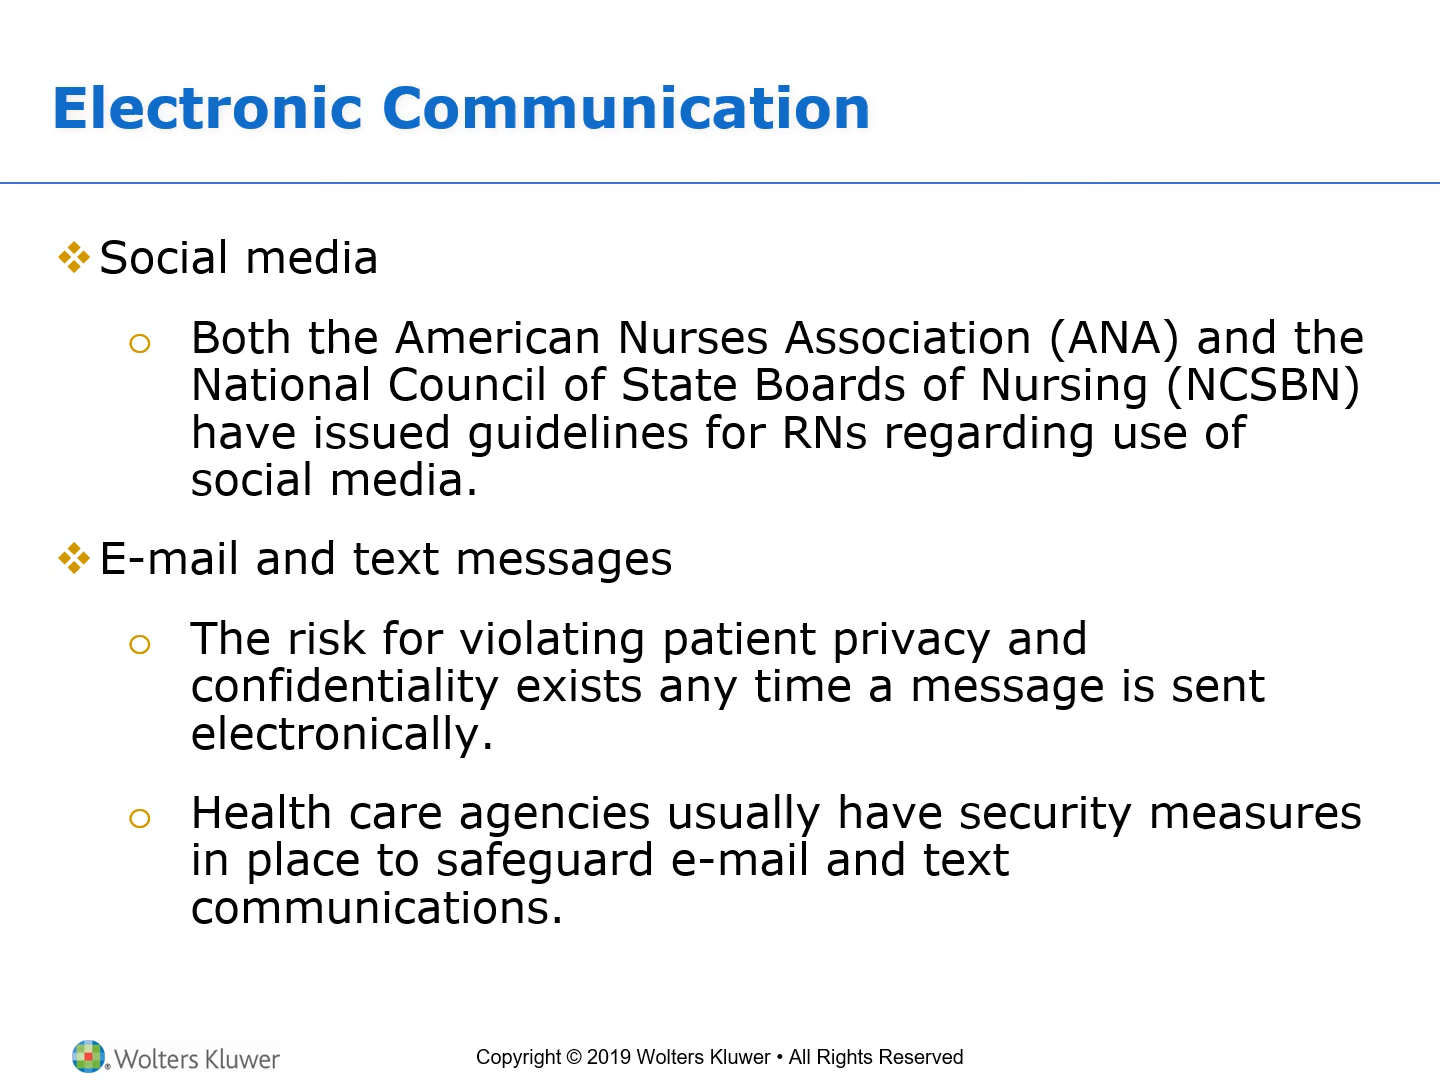 Electronic Communication
❖Social media
o Both the American Nurses Association (ANA) and the
National Council of State Boards of Nursing (NCSBN)
have issued guidelines for RNs regarding use of
social media.
❖E-mail and text messages
o The risk for violating patient privacy and
confidentiality exists any time a message is sent
electronically.
o Health care agencies usually have security measures
in place to safeguard e-mail and text
communications.
®Wolters Kluwer
Copyright © 2019 Wolters Kluwer • All Rights Reserved